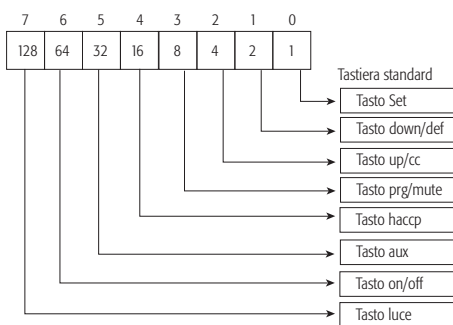 7 6 5 4 3 2 1 0
128 64 32 16 8 4 2 1
Tastiera standard
Tasto Set
Tasto down/def
Tasto up/cc
Tasto prg/mute
Tasto haccp
Tasto aux
Tasto on/off
Tasto luce